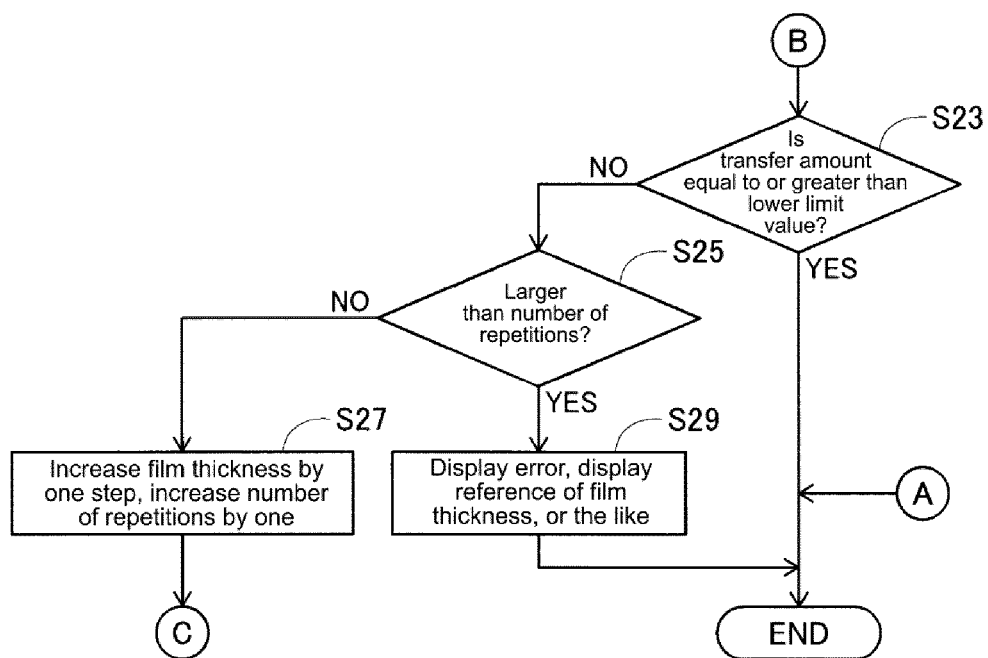 B
S23
Is
transfer amount
equal to or greater than
lower limit
value?
NO
YES
S25
Larger
than number of
repetitions?
NO
YES
S27
Increase film thickness by
one step, increase number
of repetitions by one
S29
Display error, display
reference of film
thickness, or the like
A
C
END